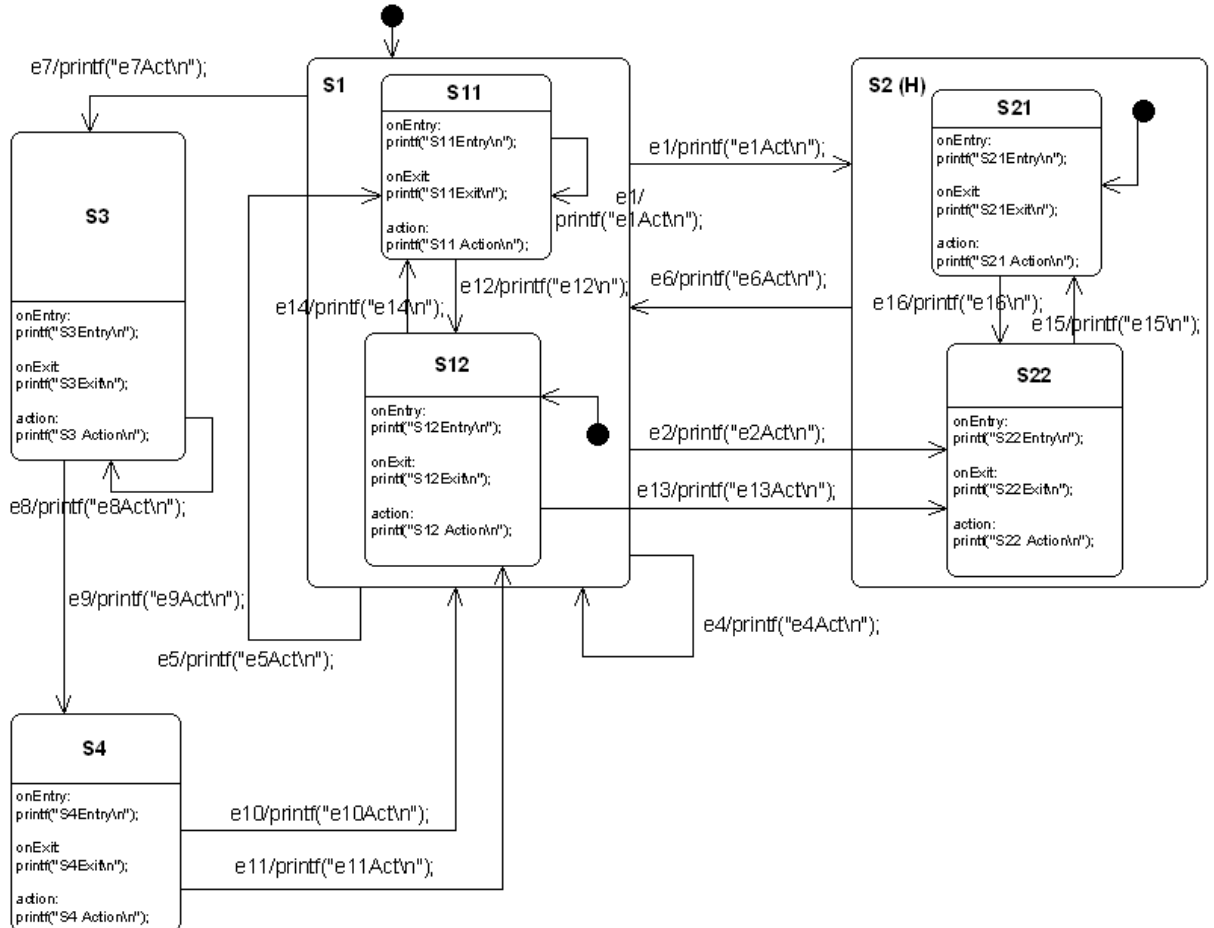 e7/printf("e7Act\n");
S1
S11
onEntry:
printf("S11Entry\n");
onExit:
printf("S11Exit\n");
action:
printf("S11 Action\n");
e1/
printf("e1Act\n");
e12/printf("e12\n");
e14/printf("e14\n");
S12
onEntry:
printf("S12Entry\n");
onExit:
printf("S12Exit\n");
action:
printf("S12 Action\n");
e1/printf("e1Act\n");
e6/printf("e6Act\n");
e2/printf("e2Act\n");
e13/printf("e13Act\n");
e4/printf("e4Act\n");
S2 (H)
S21
onEntry:
printf("S21Entry\n");
onExit
printf("S21Exit\n");
action:
printf("S21 Action\n");
e16/printf("e16\n");
e15/printf("e15\n");
S22
onEntry:
printf("S22Entry\n");
onExit:
printf("S22Exit\n");
action:
printf("S22 Action\n");
S3
onEntry:
printf("S3Entry\n");
onExit
printf("S3Exit\n");
action:
printf("S3 Action\n");
e8/printf("e8Act\n");
e9/printf("e9Act\n");
e5/printf("e5Act\n");
S4
onEntry:
printf("S4Entry\n");
onExit
printf("S4Exit\n");
action:
printf("S4 Action\n");
e10/printf("e10Act\n");
e11/printf("e11Act\n");